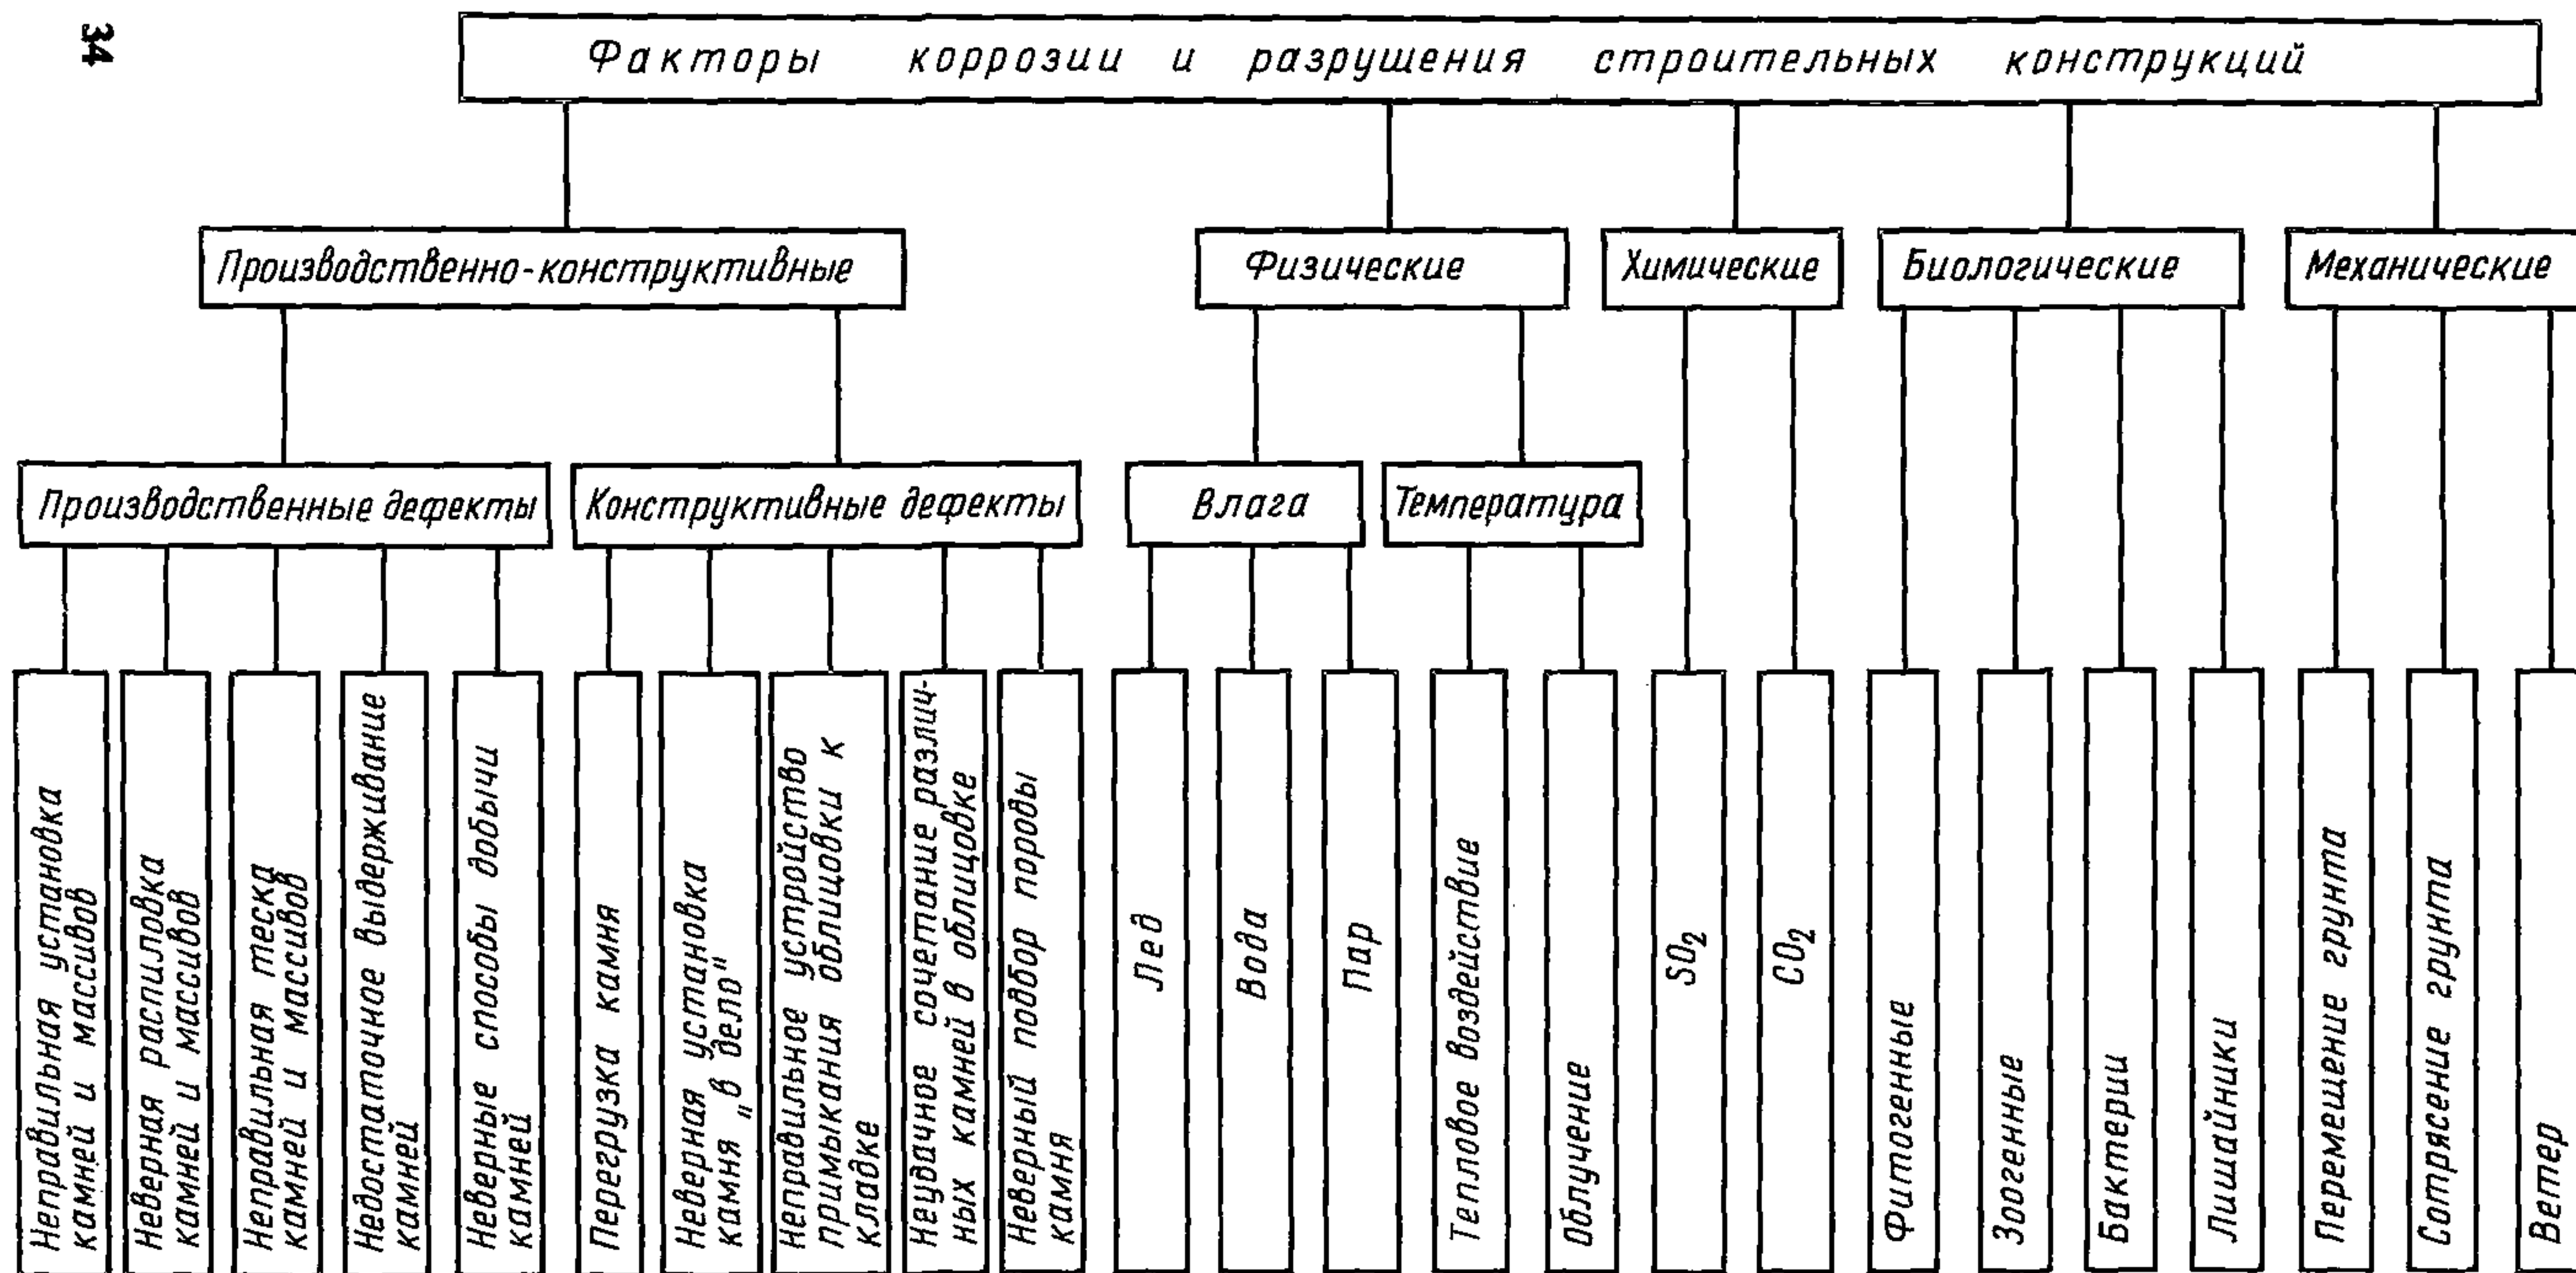 34
Факторы коррозии и разрушения строительных конструкций
Производственно-конструктивные
Физические
Химические
Биологические
Механические
Производственные дефекты
Конструктивные дефекты
Влага
Температура
Неправильная установка
камней и массивов
Неверная распиловка
камней и массивов
Неправильная теска
камней и массивов
Недостаточное выдерживание
камней
Неверные способы добычи
камней
Перегрузка камня
Неверная установка
камня „в дело"
Неправильное устройство
примыкания облицовки к
кладке
Неудачное сочетание различ-
ных камней в облицовке
Неверный подбор породы
камня
Лед
Вода
Пар
Тепловое воздействие
Облучение
SO₂
CO₂
Фитогенные
Зоогенные
Бактерии
Лишайники
Перемещение грунта
Сотрясение грунта
Ветер